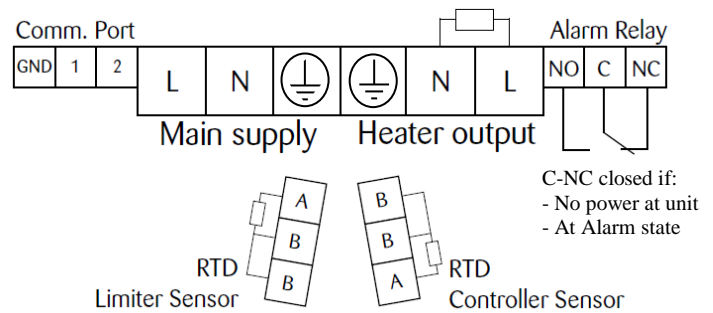 Comm. Port
Alarm Relay
GND 1 2 L N N L NO C NC
Main supply
Heater output
C-NC closed if:
- No power at unit
- At Alarm state
A
B
B
RTD
Limiter Sensor
B
B
A
RTD
Controller Sensor